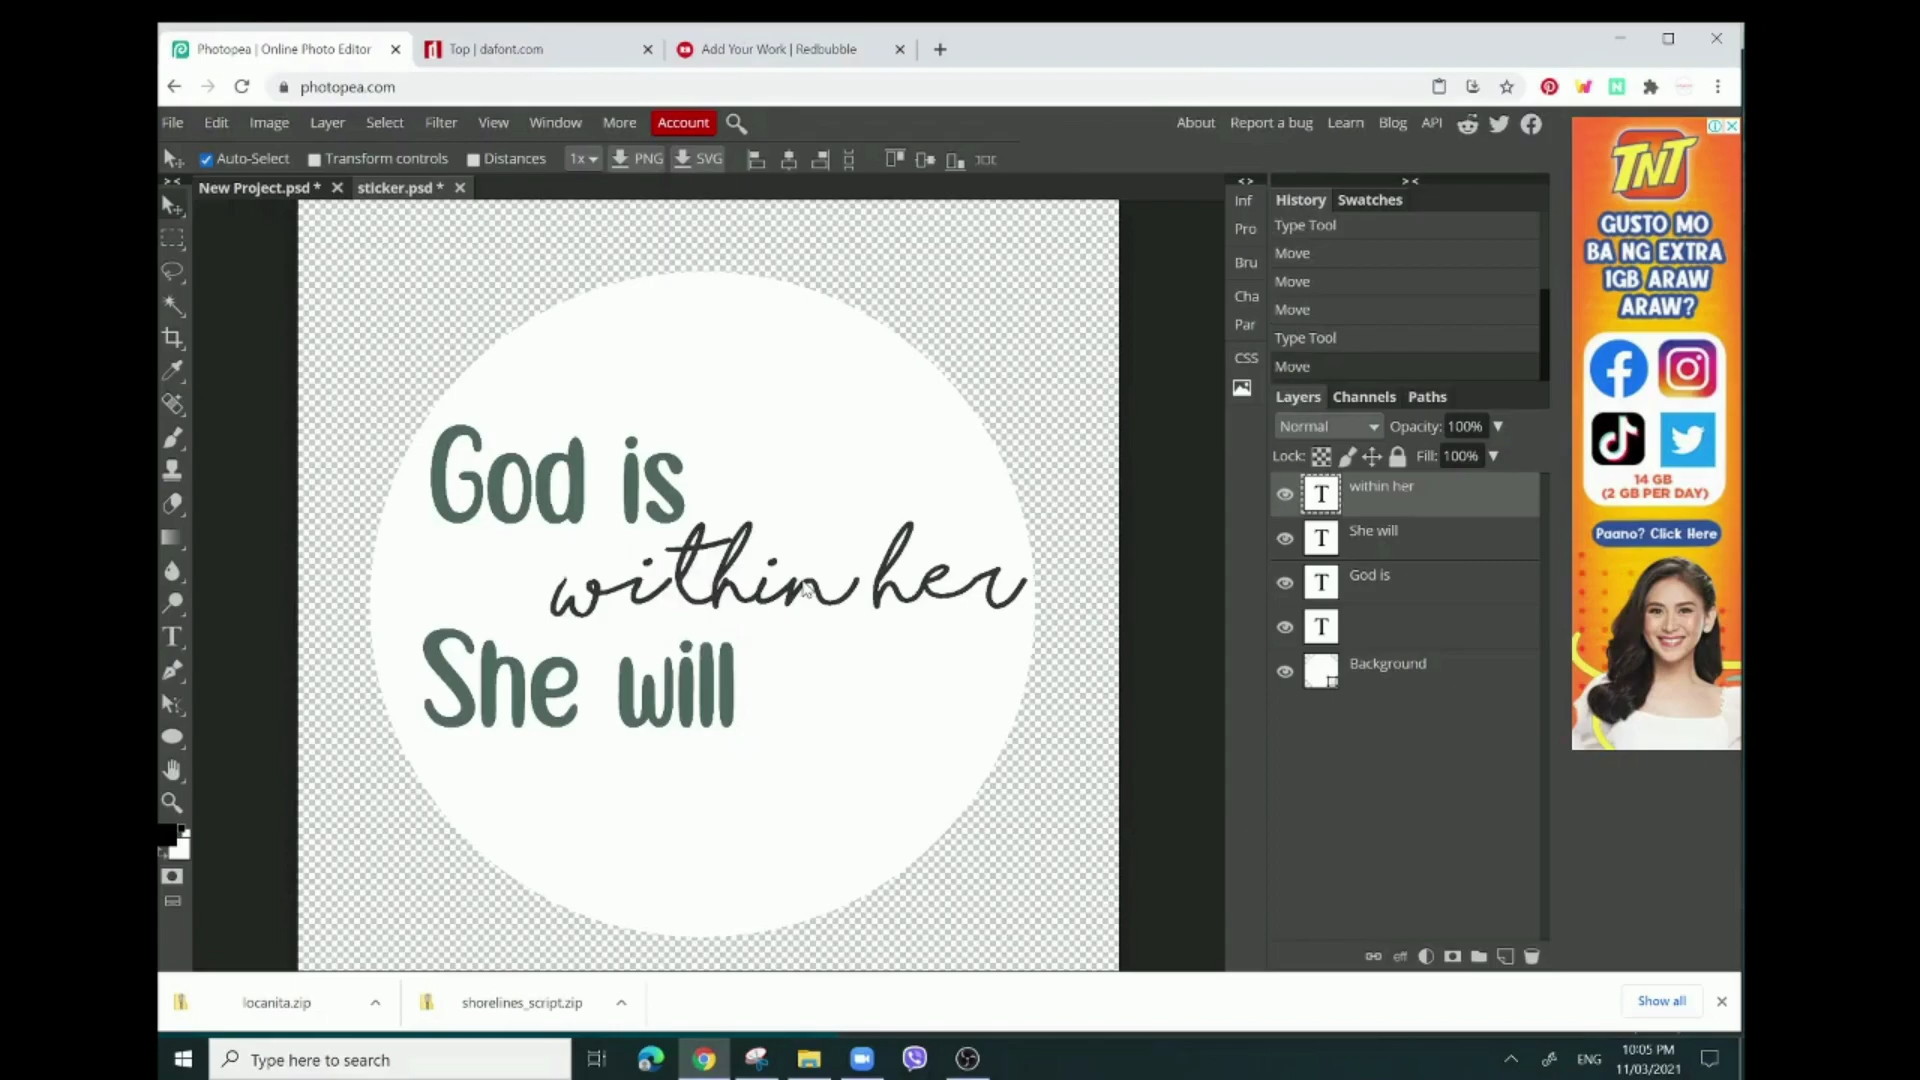 Photopea | Online Photo Editor
Top | dafont.com
Add Your Work | Redbubble
photopea.com
File Edit Image Layer Select Filter View Window More Account
About Report a bug Learn Blog API
Auto-Select Transform controls Distances 1x PNG SVG
New Project.psd *
sticker.psd *
God is
within her
She will
Inf
Pro
Bru
Cha
Par
CSS
History Swatches
Type Tool
Move
Move
Move
Type Tool
Move
Layers Channels Paths
Normal Opacity: 100%
Lock: Fill: 100%
T within her
T She will
T God is
T
Background
eff
TNT
GUSTO MO
BA NG EXTRA
1GB ARAW
ARAW?
14 GB
(2 GB PER DAY)
Paano? Click Here
locanita.zip
shorelines_script.zip
Show all
Type here to search
ENG
10:05 PM
11/03/2021